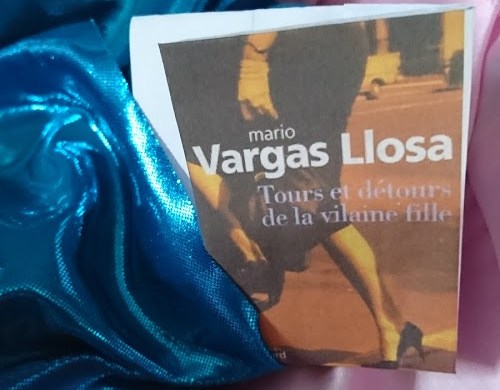 mario
Vargas Llosa
Tours et détours
de la vilaine fille